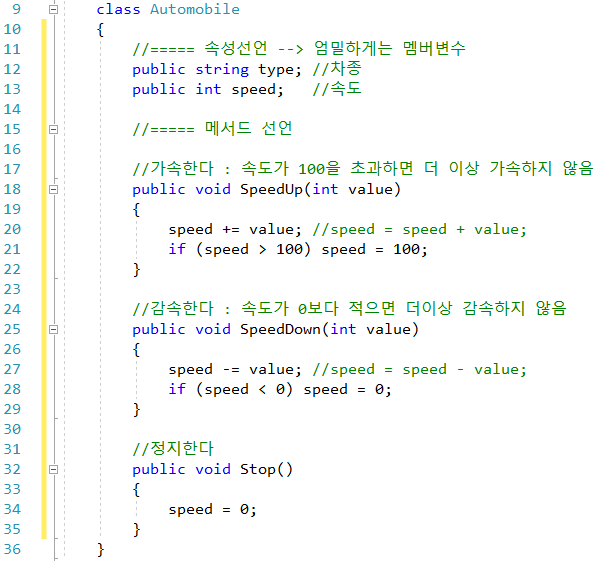 9 class Automobile
10 {
11 //===== 속성선언 --> 엄밀하게는 멤버변수
12 public string type; //차종
13 public int speed; //속도
14
15 //===== 메서드 선언
16
17 //가속한다 : 속도가 100을 초과하면 더 이상 가속하지 않음
18 public void SpeedUp(int value)
19 {
20 speed += value; //speed = speed + value;
21 if (speed > 100) speed = 100;
22 }
23
24 //감속한다 : 속도가 0보다 적으면 더이상 감속하지 않음
25 public void SpeedDown(int value)
26 {
27 speed -= value; //speed = speed - value;
28 if (speed < 0) speed = 0;
29 }
30
31 //정지한다
32 public void Stop()
33 {
34 speed = 0;
35 }
36 }